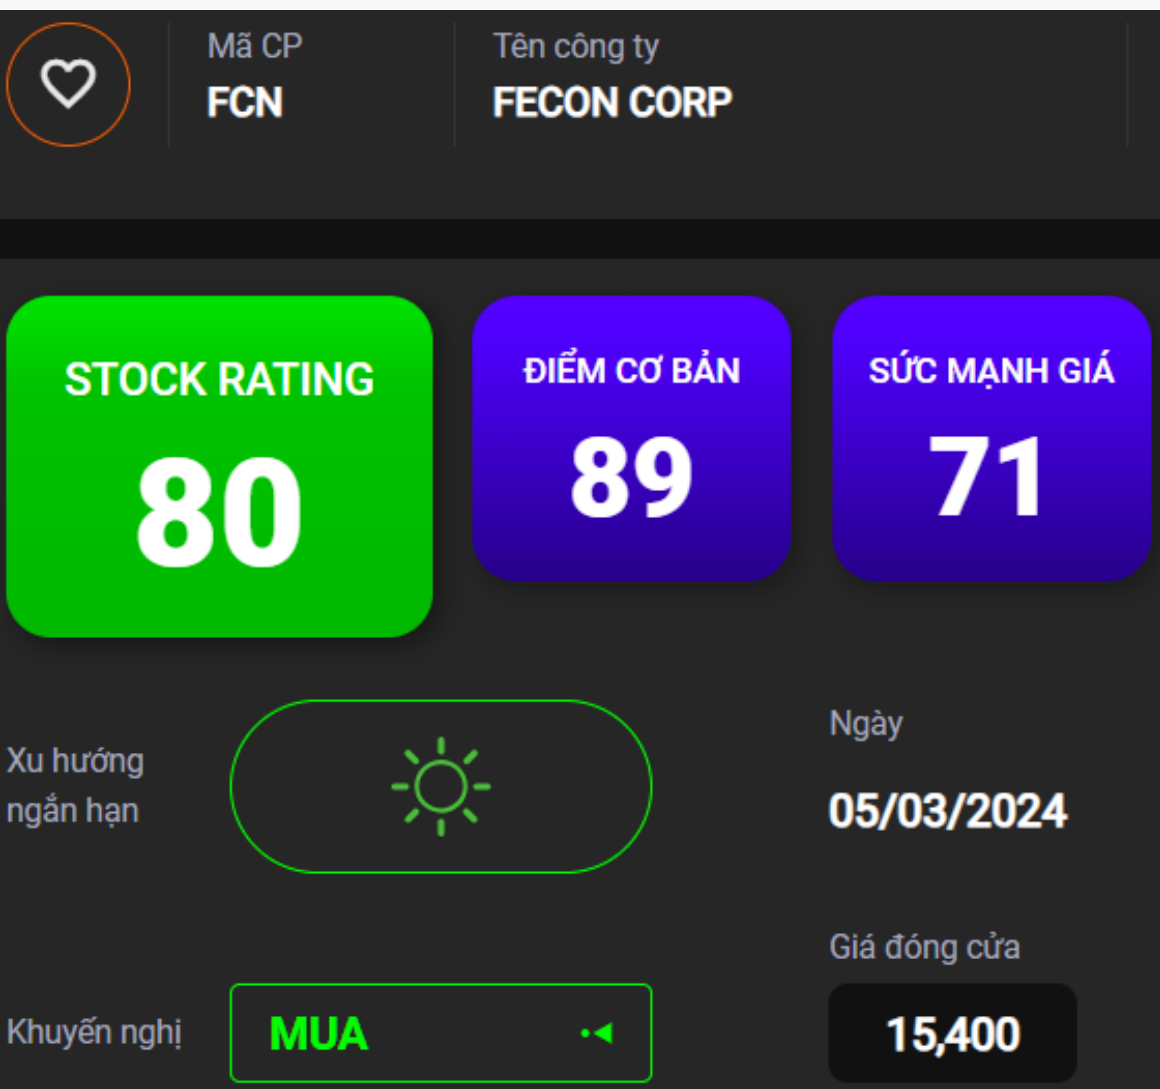 Mã CP
FCN
Tên công ty
FECON CORP
STOCK RATING
80
ĐIỂM CƠ BẢN
89
SỨC MẠNH GIÁ
71
Xu hướng
ngắn hạn
Ngày
05/03/2024
Khuyến nghị
MUA
Giá đóng cửa
15,400